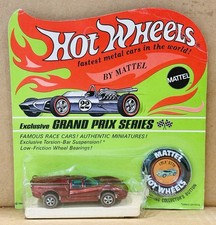 HOT WHEELS
fastest metal cars in the world!
BY MATTEL
MATTEL
22
Exclusive GRAND PRIX SERIES
FAMOUS RACE CARS! AUTHENTIC MINIATURES!
Exclusive Torsion-Bar Suspension!
Low-Friction Wheel Bearings!
MATTEL
HOT WHEELS